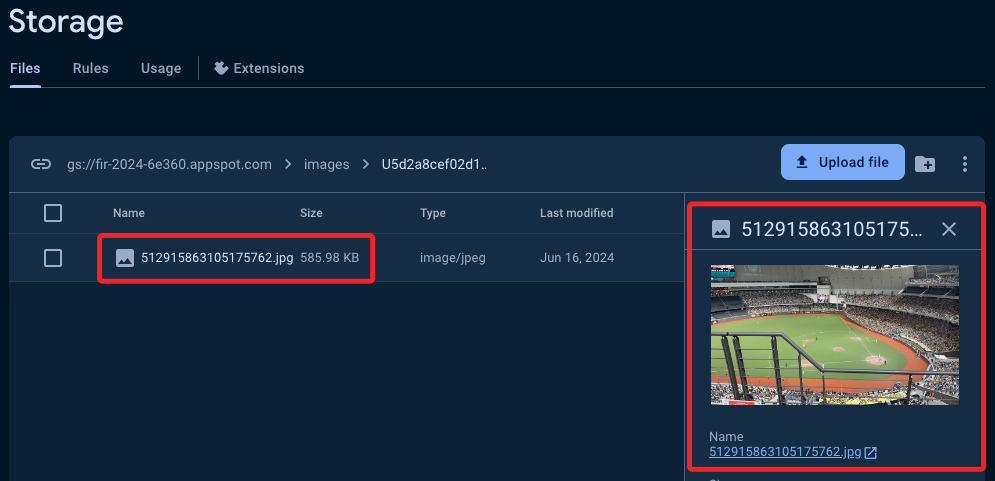 Storage
Files Rules Usage Extensions
gs://fir-2024-6e360.appspot.com > images > U5d2a8cef02d1.. Upload file
Name Size Type Last modified
512915863105175762.jpg 585.98 KB image/jpeg Jun 16, 2024
512915863105175...
Name
512915863105175762.jpg